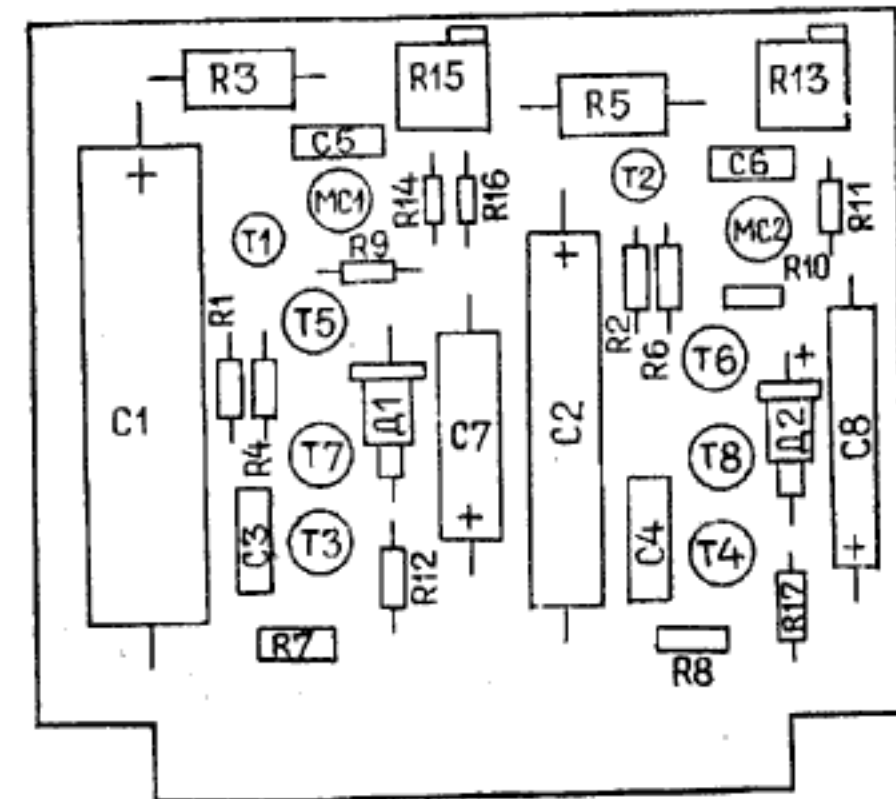 R3
R15
R5
R13
C5
C6
T2
+
MC1
R14
R16
R11
T1
MC2
R9
+
R10
R1
T5
R2
R6
T6
+
C1
Д1
C7
C2
Д2
C8
R4
T7
T8
+
C3
T3
C4
T4
+
R12
R17
R7
R8